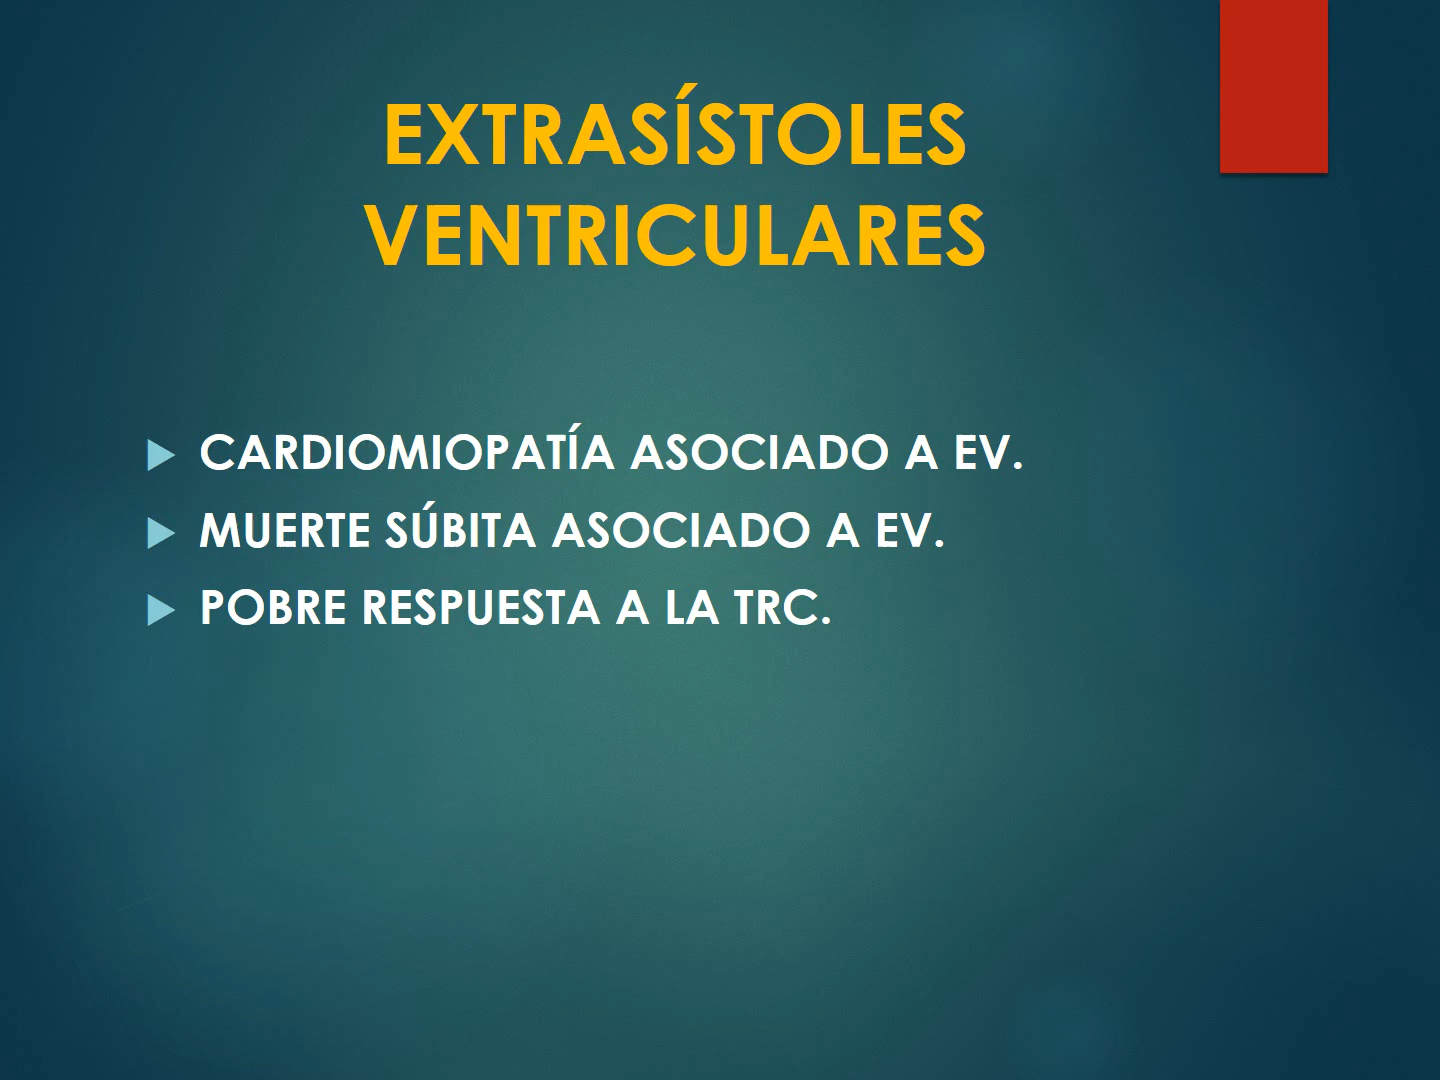 EXTRASÍSTOLES
VENTRICULARES
CARDIOMIOPATÍA ASOCIADO A EV.
MUERTE SÚBITA ASOCIADO A EV.
POBRE RESPUESTA A LA TRC.